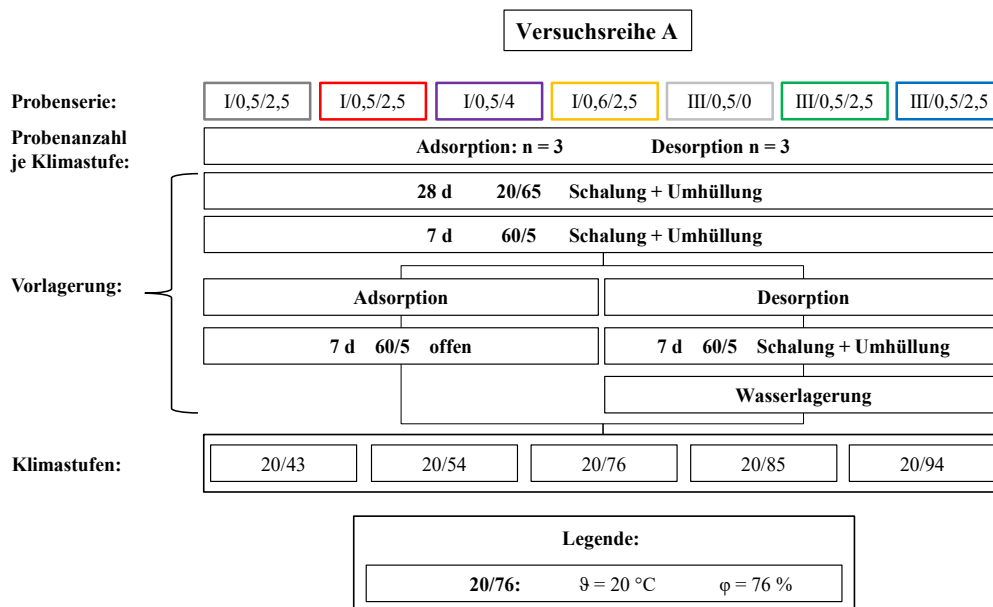 Versuchsreihe A
Probenserie: I/0,5/2,5 I/0,5/2,5 I/0,5/4 I/0,6/2,5 III/0,5/0 III/0,5/2,5 III/0,5/2,5
Probenanzahl
je Klimastufe:
Adsorption: n = 3 Desorption n = 3
28 d 20/65 Schalung + Umhüllung
7 d 60/5 Schalung + Umhüllung
Vorlagerung:
Adsorption Desorption
7 d 60/5 offen 7 d 60/5 Schalung + Umhüllung
Wasserlagerung
Klimastufen: 20/43 20/54 20/76 20/85 20/94
Legende:
20/76: ϑ = 20 °C φ = 76 %